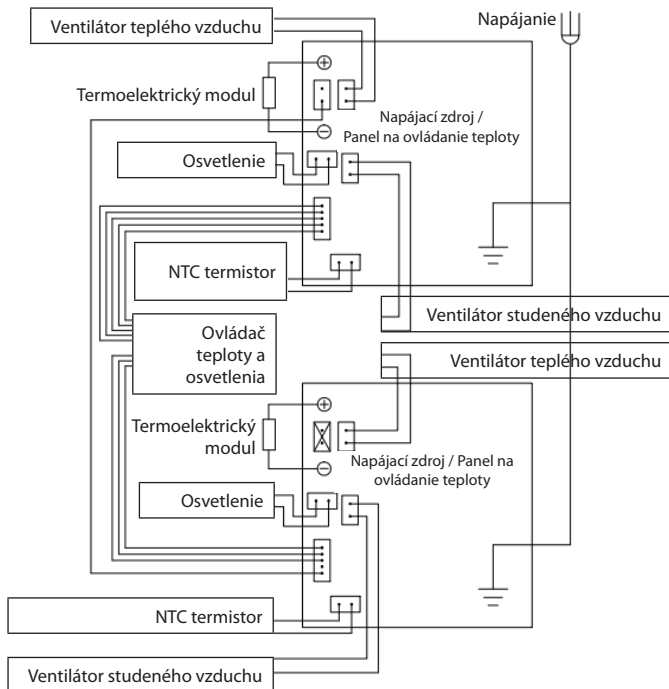 Ventilátor teplého vzduchu
Napájanie
Termoelektrický modul
Napájací zdroj /
Panel na ovládanie teploty
Osvetlenie
NTC termistor
Ventilátor studeného vzduchu
Ovládač
teploty a
osvetlenia
Ventilátor teplého vzduchu
Termoelektrický
modul
Napájací zdroj / Panel na
ovládanie teploty
Osvetlenie
NTC termistor
Ventilátor studeného vzduchu